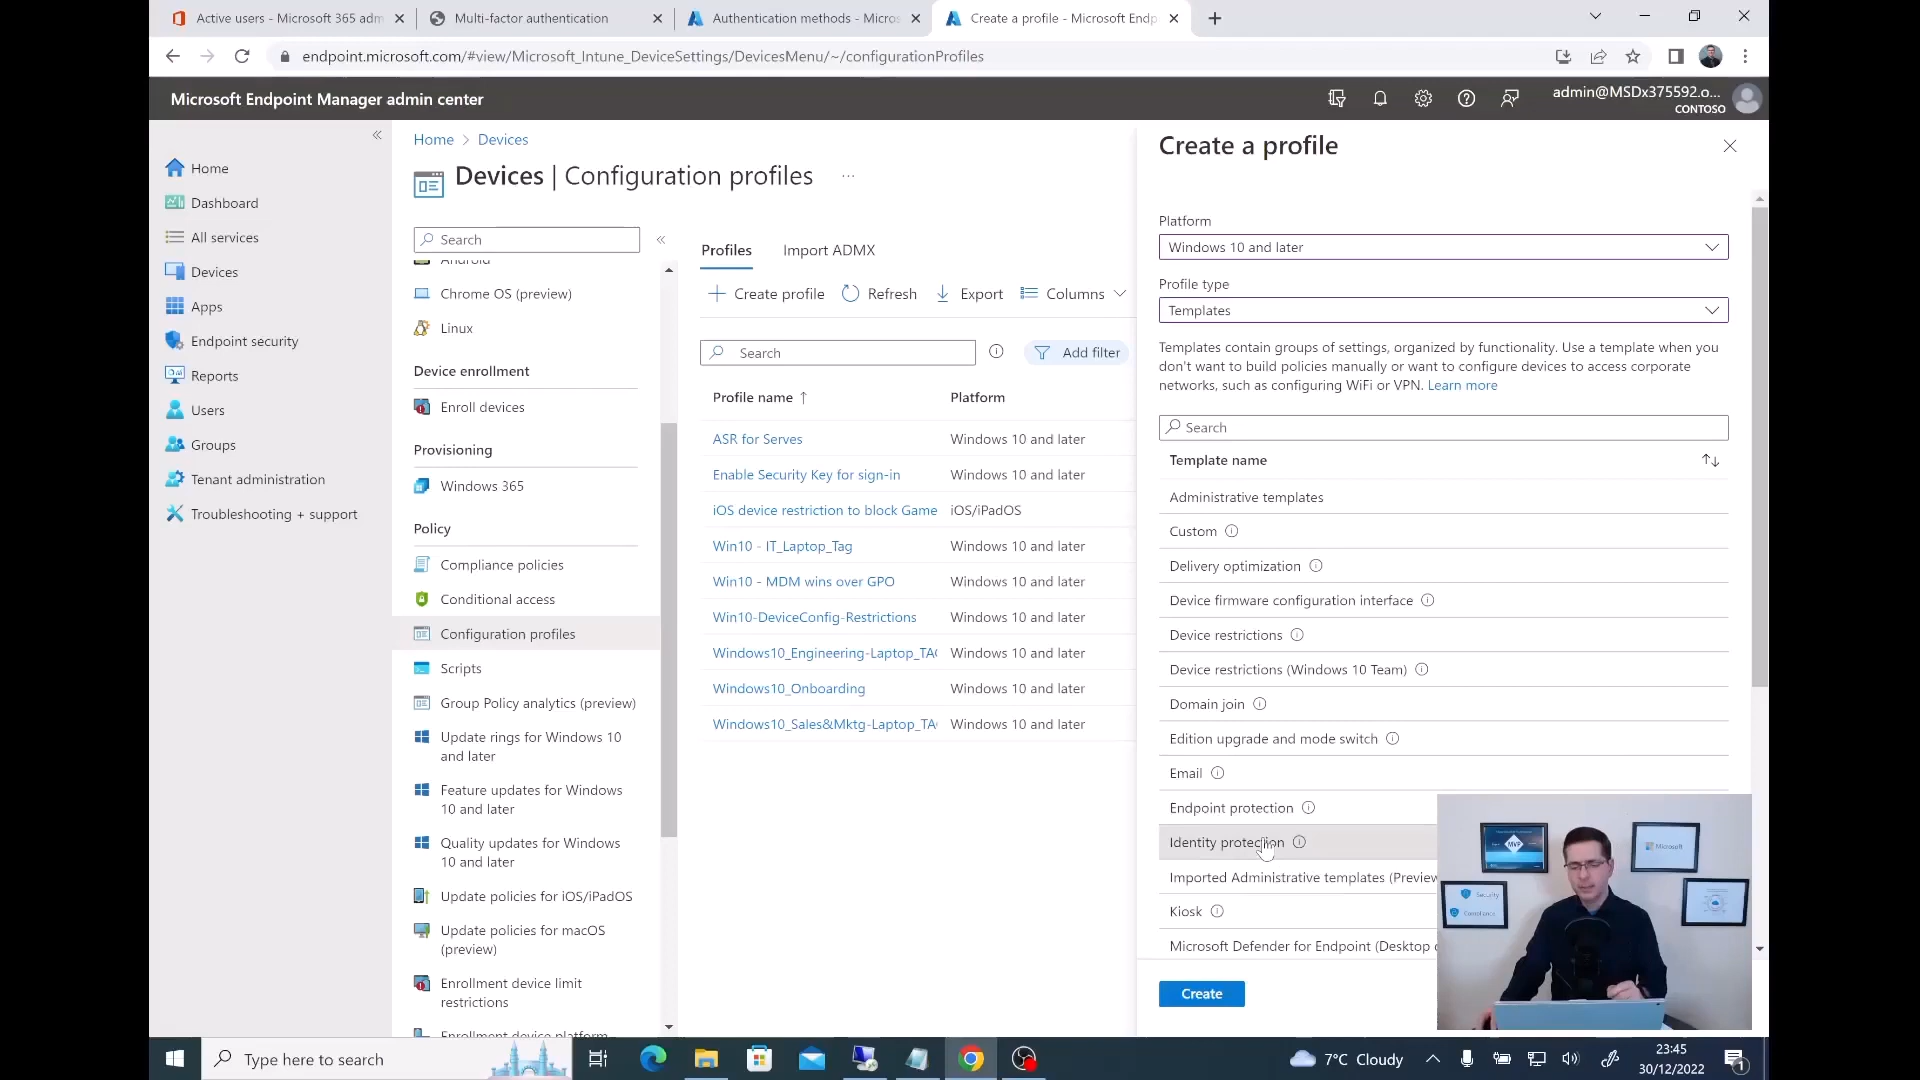 Active users - Microsoft 365 adm
Multi-factor authentication
Authentication methods - Micros
Create a profile - Microsoft Endp
endpoint.microsoft.com/#view/Microsoft_Intune_DeviceSettings/DevicesMenu/~/configurationProfiles
Microsoft Endpoint Manager admin center
admin@MSDx375592.o...
CONTOSO
Home
Dashboard
All services
Devices
Apps
Endpoint security
Reports
Users
Groups
Tenant administration
Troubleshooting + support
Home > Devices
Devices | Configuration profiles ...
Search
Android
Chrome OS (preview)
Linux
Device enrollment
Enroll devices
Provisioning
Windows 365
Policy
Compliance policies
Conditional access
Configuration profiles
Scripts
Group Policy analytics (preview)
Update rings for Windows 10
and later
Feature updates for Windows
10 and later
Quality updates for Windows
10 and later
Update policies for iOS/iPadOS
Update policies for macOS
(preview)
Enrollment device limit
restrictions
Enrollment device platform
Profiles Import ADMX
Create profile Refresh Export Columns
Search Add filter
Profile name ↑ Platform
ASR for Serves Windows 10 and later
Enable Security Key for sign-in Windows 10 and later
iOS device restriction to block Game iOS/iPadOS
Win10 - IT_Laptop_Tag Windows 10 and later
Win10 - MDM wins over GPO Windows 10 and later
Win10-DeviceConfig-Restrictions Windows 10 and later
Windows10_Engineering-Laptop_TAG Windows 10 and later
Windows10_Onboarding Windows 10 and later
Windows10_Sales&Mktg-Laptop_TA Windows 10 and later
Create a profile
Platform
Windows 10 and later
Profile type
Templates
Templates contain groups of settings, organized by functionality. Use a template when you
don't want to build policies manually or want to configure devices to access corporate
networks, such as configuring WiFi or VPN. Learn more
Search
Template name
Administrative templates
Custom
Delivery optimization
Device firmware configuration interface
Device restrictions
Device restrictions (Windows 10 Team)
Domain join
Edition upgrade and mode switch
Email
Endpoint protection
Identity protection
Imported Administrative templates (Preview
Kiosk
Microsoft Defender for Endpoint (Desktop
Create
MVP
Microsoft
Security
Compliance
Type here to search
7°C Cloudy
23:45
30/12/2022
1